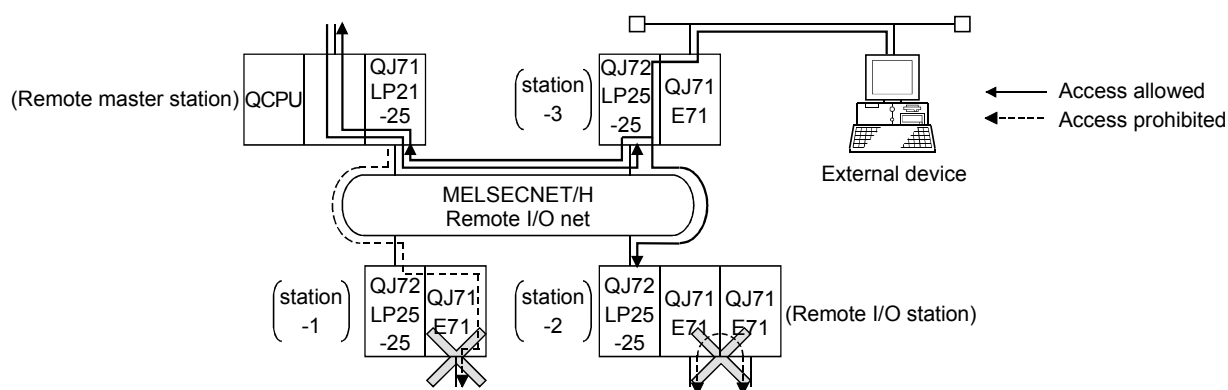 (Remote master station)
QCPU
QJ71
LP21
-25
(station
-3)
QJ72
LP25
-25
QJ71
E71
External device
Access allowed
Access prohibited
MELSECNET/H
Remote I/O net
(station
-1)
QJ72
LP25
-25
QJ71
E71
(station
-2)
QJ72
LP25
-25
QJ71
E71
QJ71
E71
(Remote I/O station)